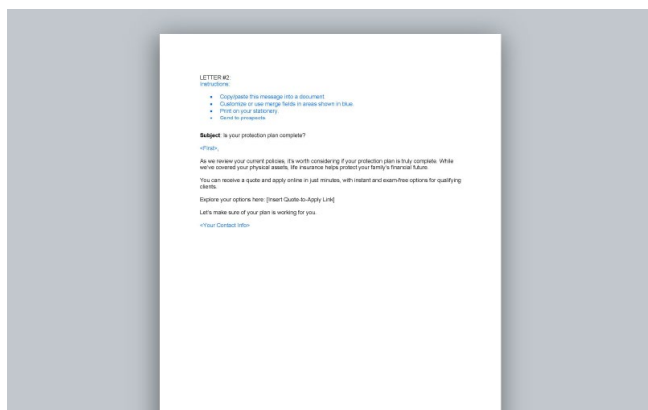 LETTER #2
Instructions:
• Copy/paste this message into a document.
• Customize or use merge fields in areas shown in blue.
• Print on your stationery.
• Send to prospects
Subject: Is your protection plan complete?
<First>,
As we review your current policies, it's worth considering if your protection plan is truly complete. While
we've covered your physical assets, life insurance helps protect your family's financial future.
You can receive a quote and apply online in just minutes, with instant and exam-free options for qualifying
clients.
Explore your options here: [Insert Quote-to-Apply Link]
Let's make sure of your plan is working for you.
<Your Contact Info>